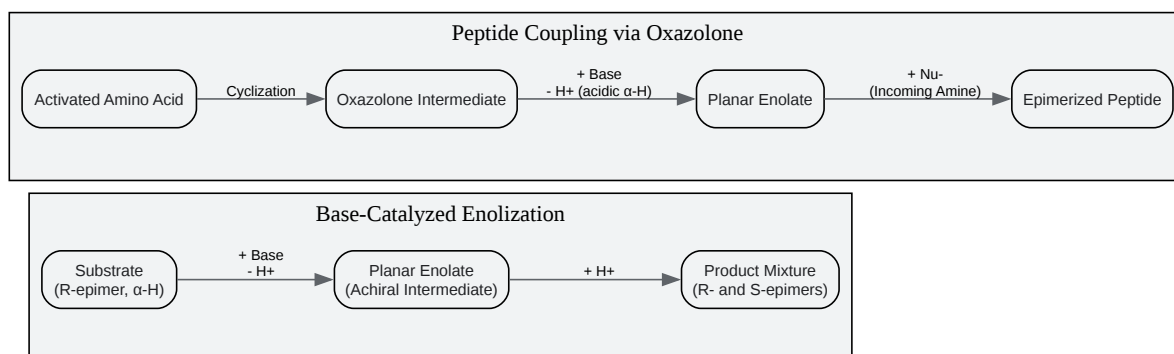 Peptide Coupling via Oxazolone
Activated Amino Acid
Cyclization
Oxazolone Intermediate
+ Base
- H+ (acidic α-H)
Planar Enolate
+ Nu-
(Incoming Amine)
Epimerized Peptide
Base-Catalyzed Enolization
Substrate
(R-epimer, α-H)
+ Base
- H+
Planar Enolate
(Achiral Intermediate)
+ H+
Product Mixture
(R- and S-epimers)